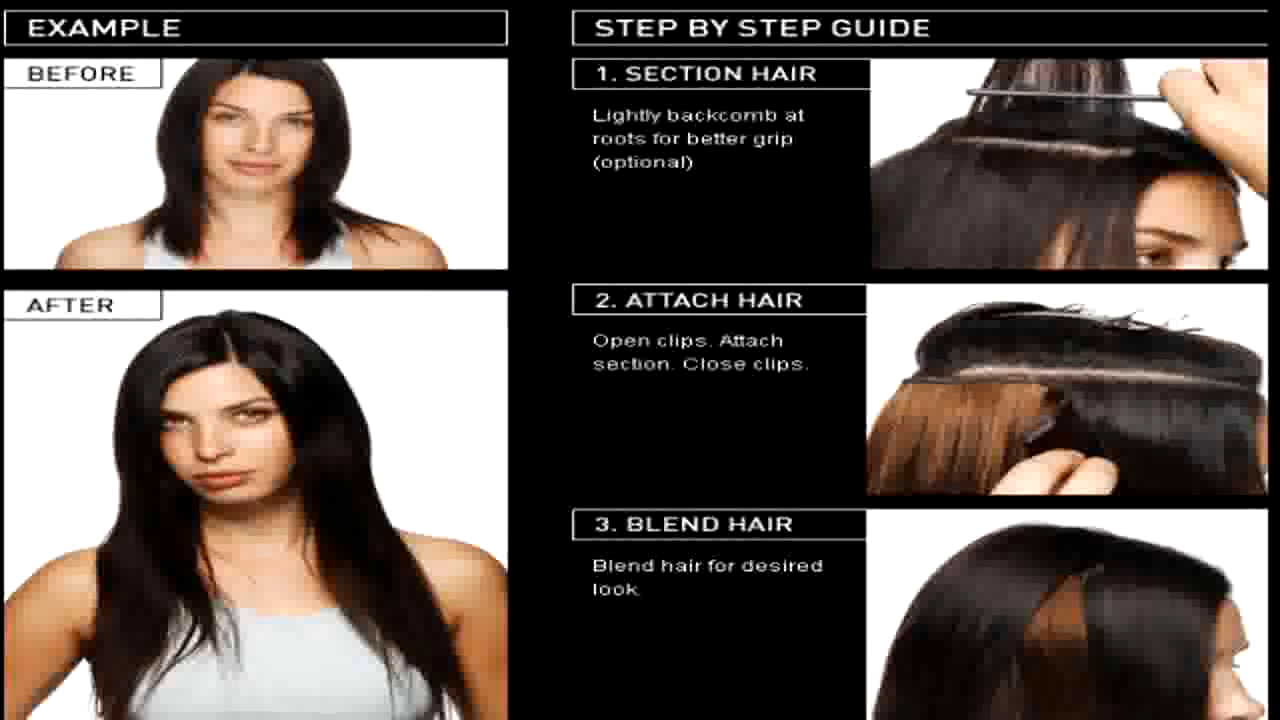 EXAMPLE
BEFORE
AFTER
STEP BY STEP GUIDE
1. SECTION HAIR
Lightly backcomb at
roots for better grip
(optional)
2. ATTACH HAIR
Open clips. Attach
section. Close clips.
3. BLEND HAIR
Blend hair for desired
look